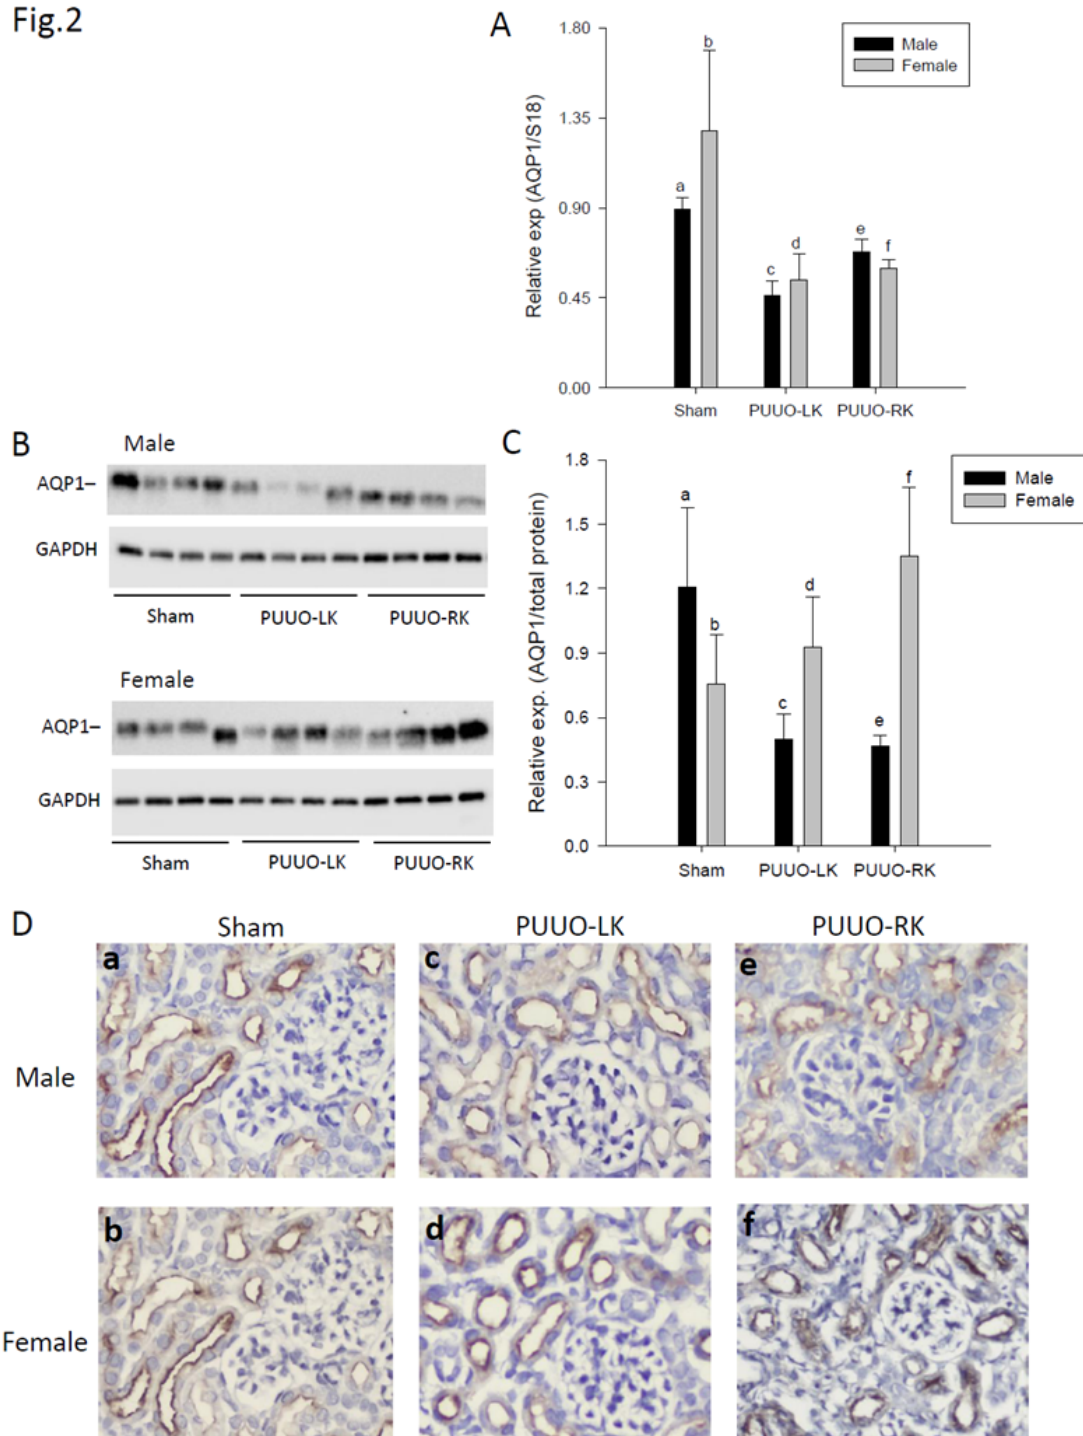 Fig.2
A
1.80
1.35
0.90
0.45
0.00
Relative exp (AQP1/S18)
Male
Female
a
b
c
d
e
f
Sham PUUO-LK PUUO-RK
B
Male
AQP1–
GAPDH
Sham PUUO-LK PUUO-RK
Female
AQP1–
GAPDH
Sham PUUO-LK PUUO-RK
C
1.8
1.5
1.2
0.9
0.6
0.3
0.0
Relative exp. (AQP1/total protein)
Male
Female
a
b
c
d
e
f
Sham PUUO-LK PUUO-RK
D
Sham PUUO-LK PUUO-RK
Male
a c e
Female
b d f